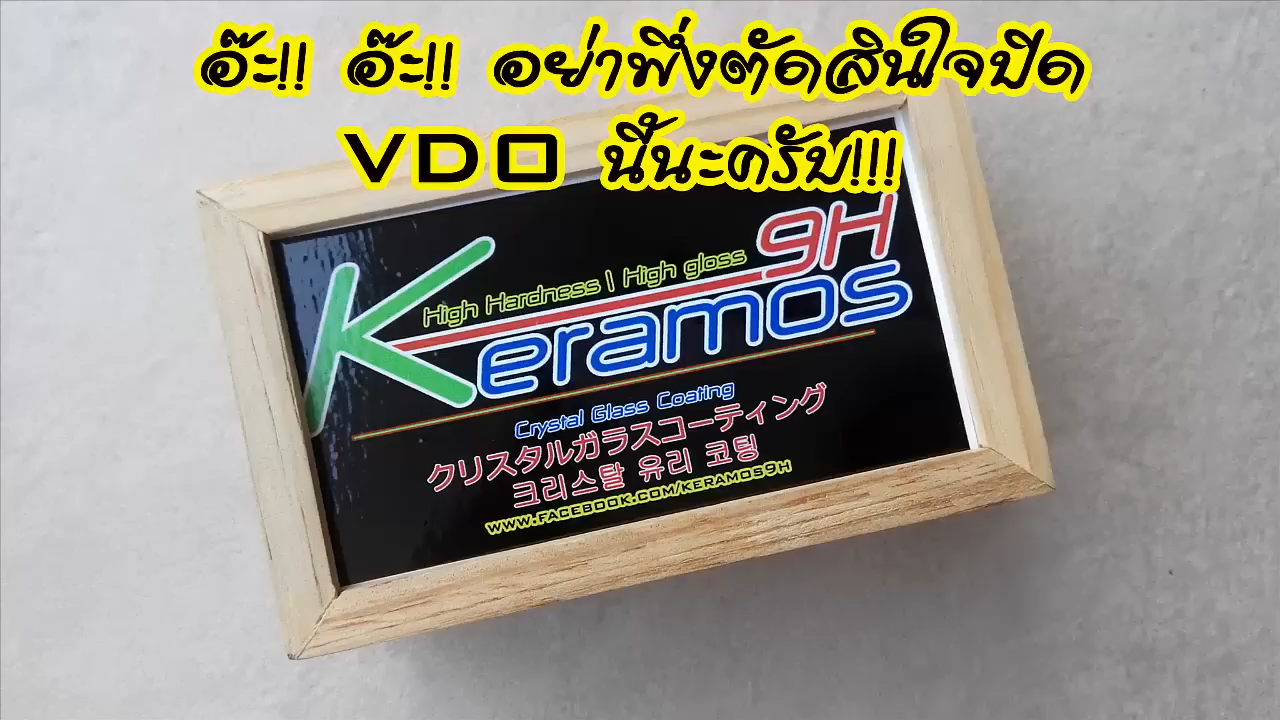 อ๊ะ!! อ๊ะ!! อย่าพึ่งตัดสินใจปิด
VDO นี้นะครับ!!!
9H
High Hardness \ High gloss
Keramos
Crystal Glass Coating
クリスタルガラスコーティング
크리스탈 유리 코팅
www.facebook.com/keramos9h